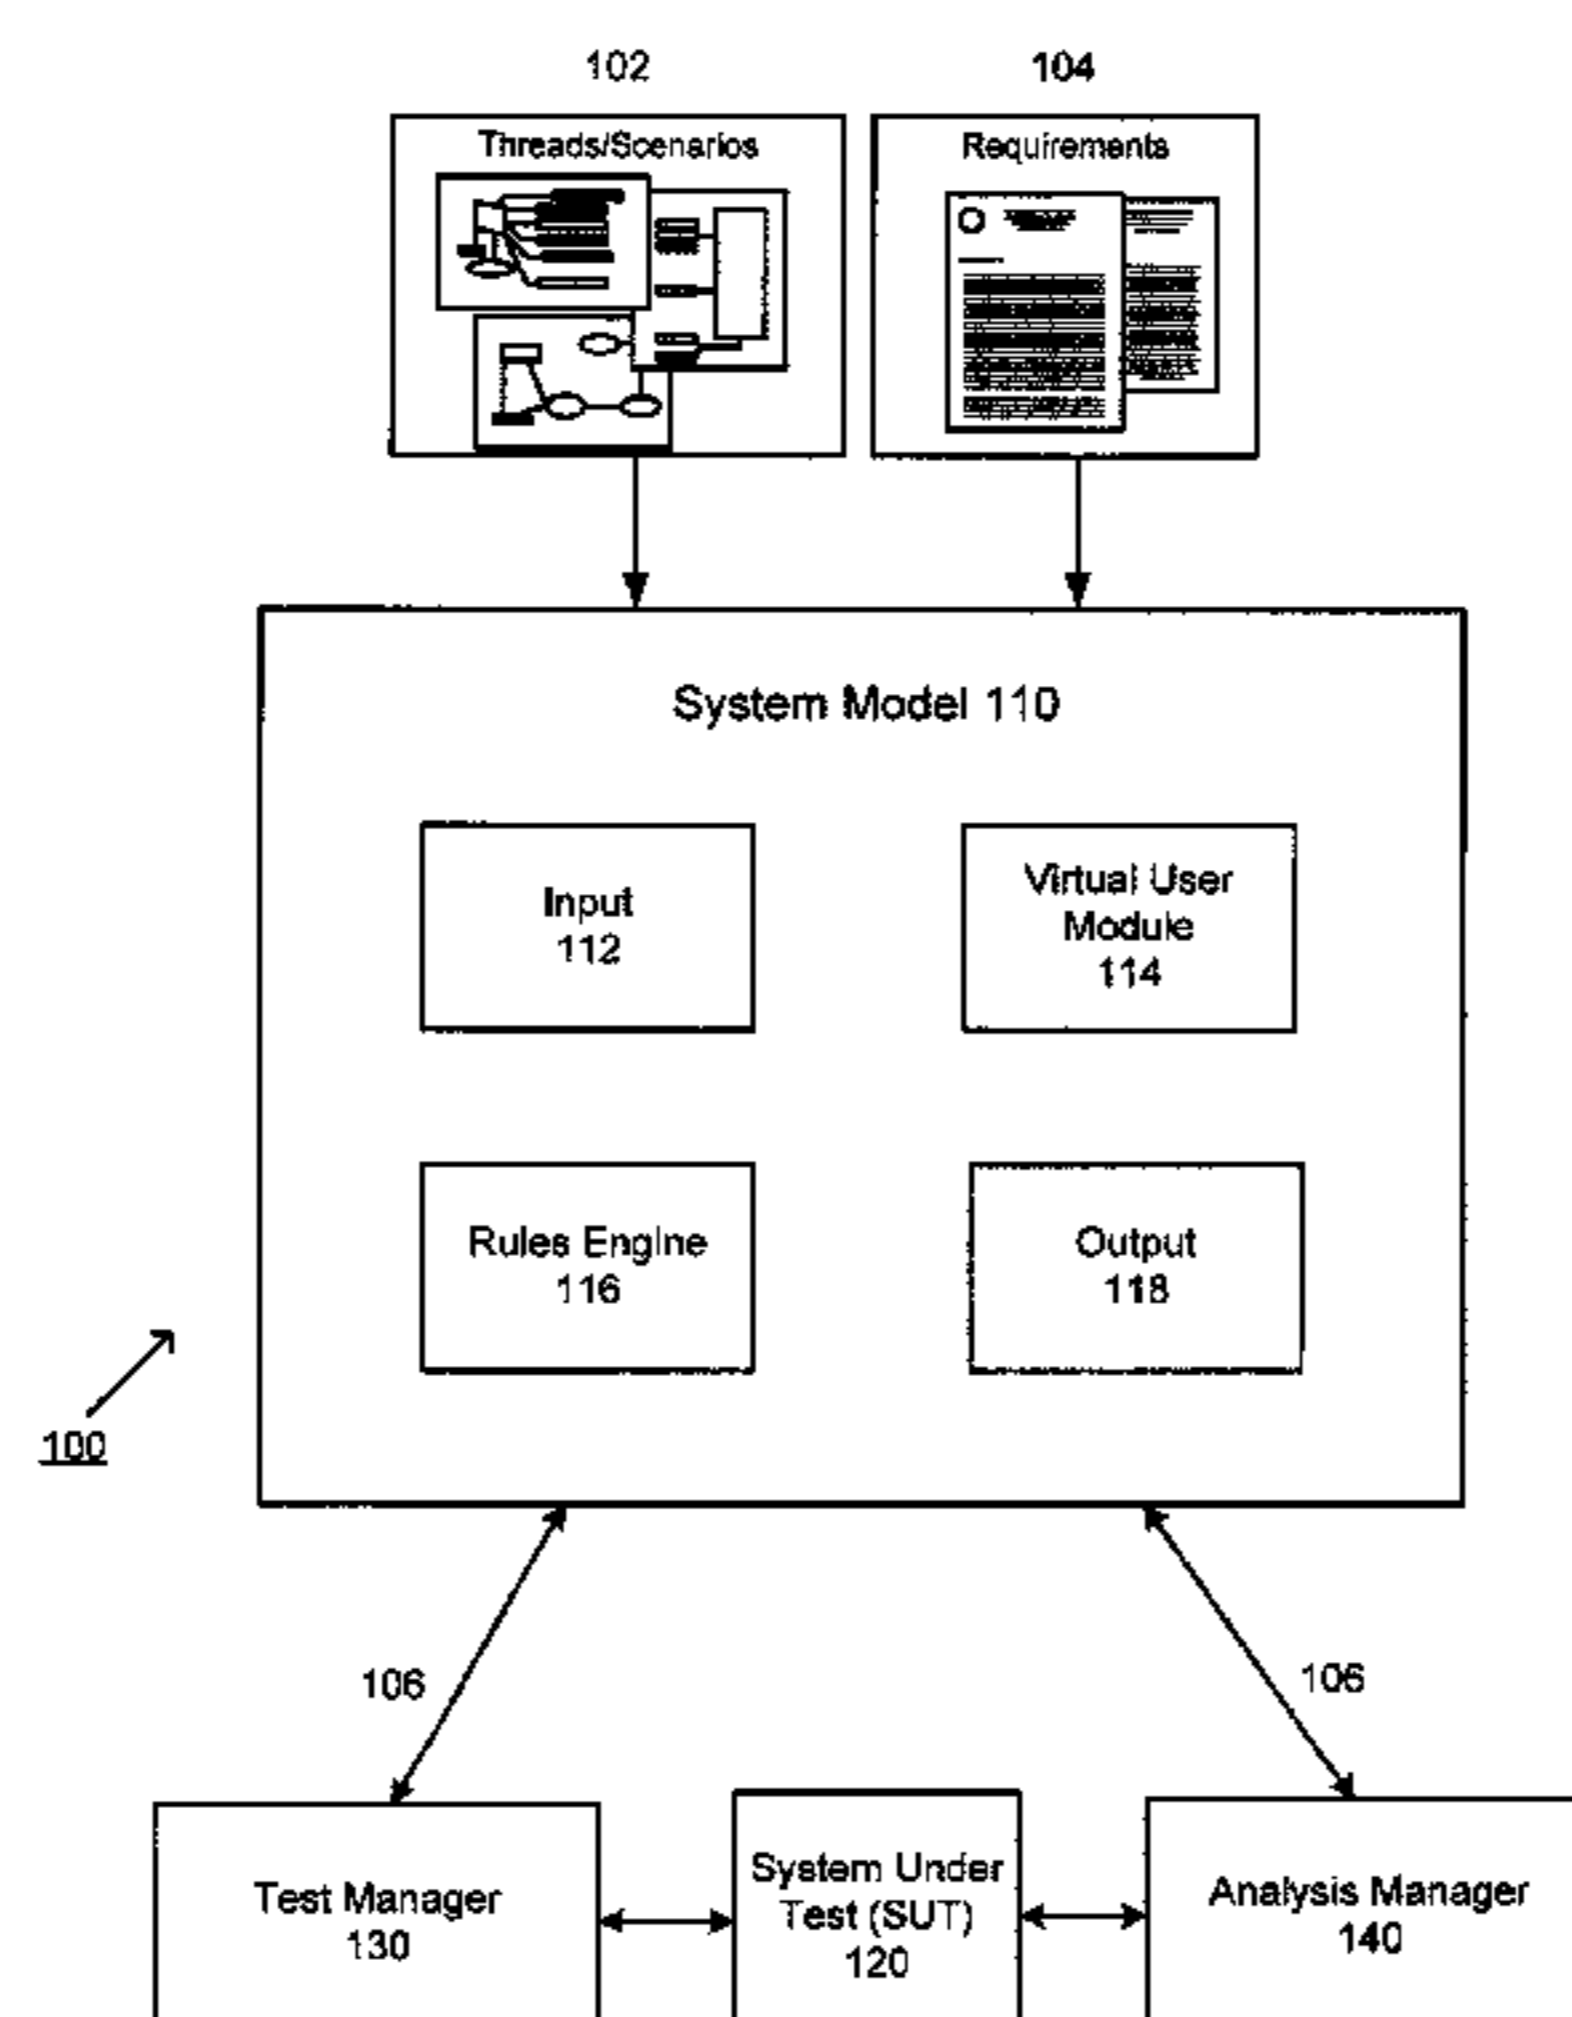 102
104
Threads/Scenarios
Requirements
System Model 110
Input
112
Virtual User
Module
114
Rules Engine
116
Output
118
100
106
106
Test Manager
130
System Under
Test (SUT)
120
Analysis Manager
140